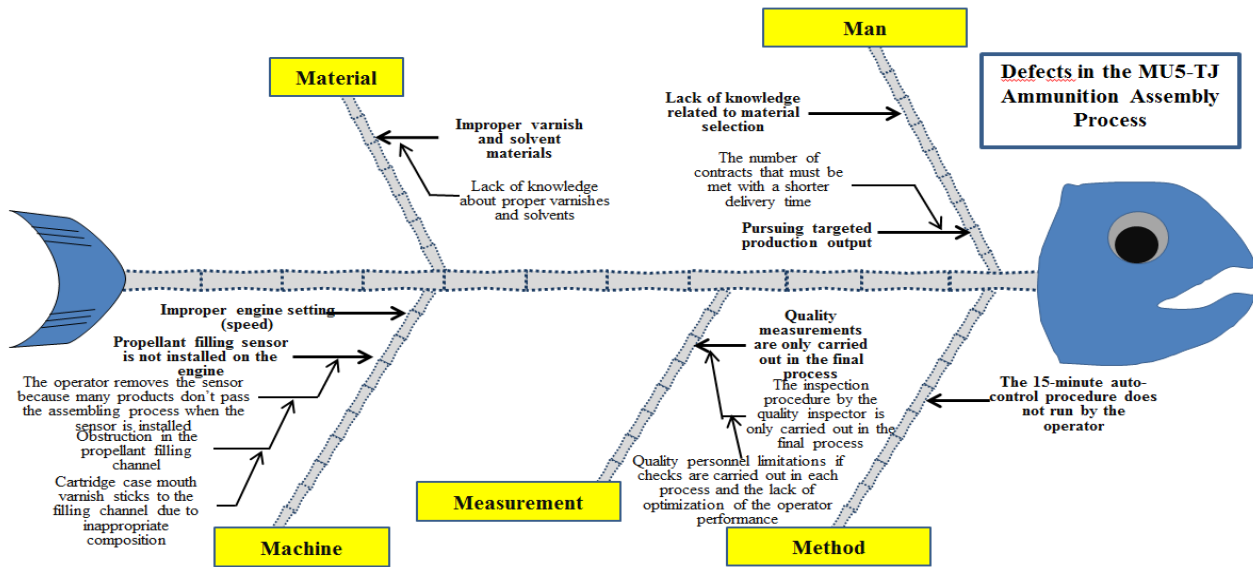 Man
Material
Defects in the MU5-TJ
Ammunition Assembly
Process
Lack of knowledge
related to material
selection
Improper varnish
and solvent
materials
The number of
contracts that must be
met with a shorter
delivery time
Lack of knowledge
about proper varnishes
and solvents
Pursuing targeted
production output
Improper engine setting
(speed)
Propellant filling sensor
is not installed on the
engine
The operator removes the sensor
because many products don't pass
the assembling process when the
sensor is installed
Obstruction in the
propellant filling
channel
Cartridge case mouth
varnish sticks to the
filling channel due to
inappropriate
composition
Quality
measurements
are only carried
out in the final
process
The inspection
procedure by the
quality inspector is
only carried out in the
final process
Quality personnel limitations if
checks are carried out in each
process and the lack of
optimization of the operator
performance
The 15-minute auto-
control procedure does
not run by the
operator
Measurement
Machine
Method